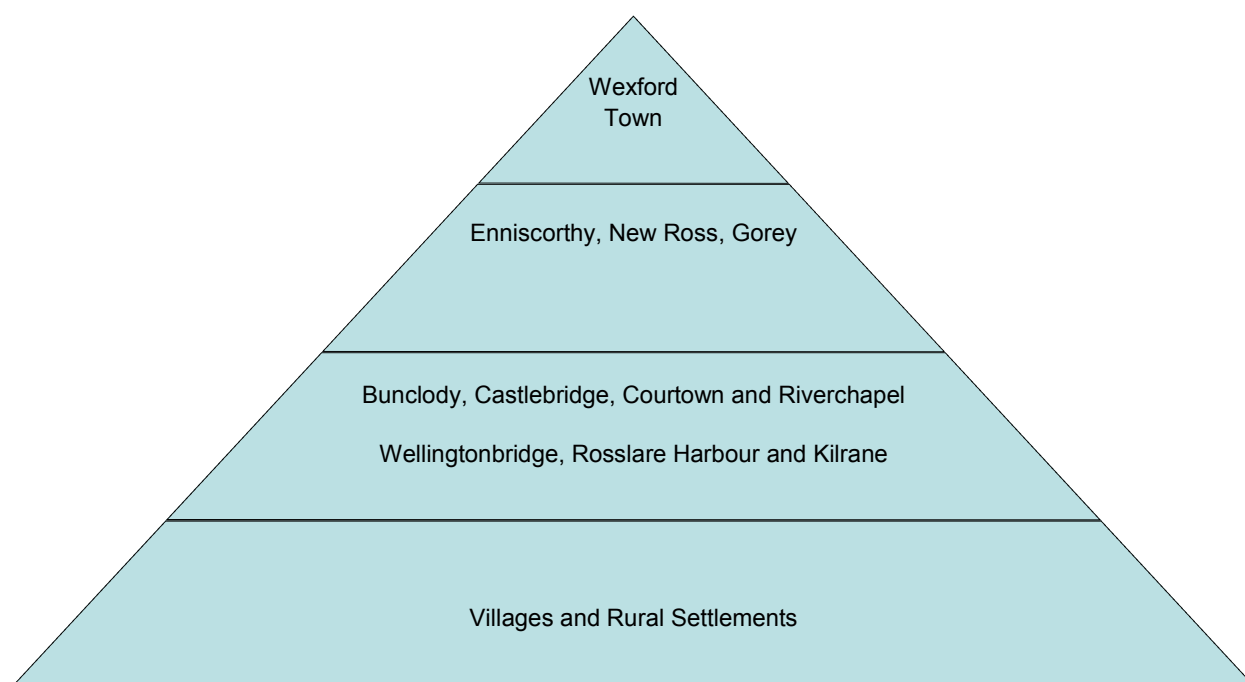 Wexford
Town
Enniscorthy, New Ross, Gorey
Bunclody, Castlebridge, Courtown and Riverchapel
Wellingtonbridge, Rosslare Harbour and Kilrane
Villages and Rural Settlements